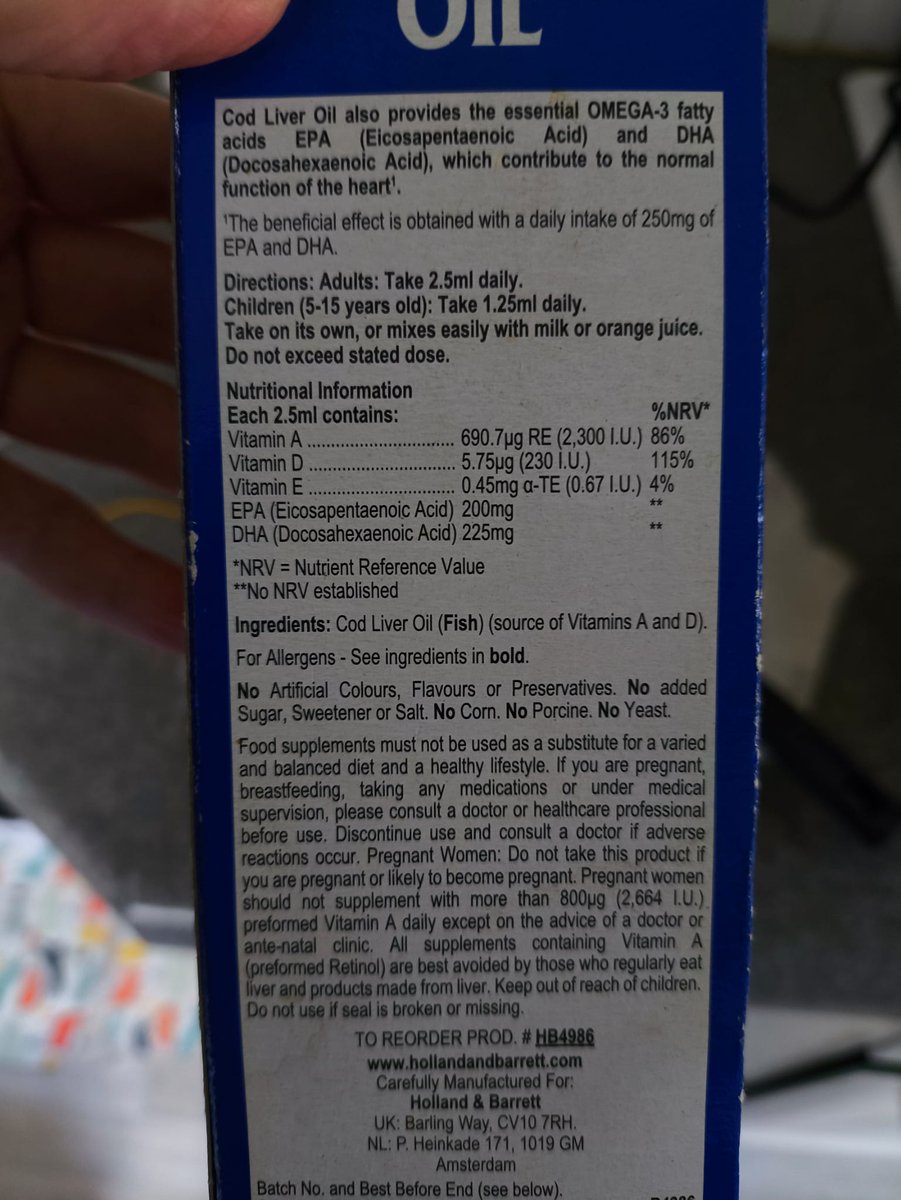 OIL
Cod Liver Oil also provides the essential OMEGA-3 fatty
acids EPA (Eicosapentaenoic Acid) and DHA
(Docosahexaenoic Acid), which contribute to the normal
function of the heart¹.
¹The beneficial effect is obtained with a daily intake of 250mg of
EPA and DHA.
Directions: Adults: Take 2.5ml daily.
Children (5-15 years old): Take 1.25ml daily.
Take on its own, or mixes easily with milk or orange juice.
Do not exceed stated dose.
Nutritional Information
Each 2.5ml contains: %NRV*
Vitamin A ................................ 690.7µg RE (2,300 I.U.) 86%
Vitamin D ................................ 5.75µg (230 I.U.) 115%
Vitamin E ................................ 0.45mg α-TE (0.67 I.U.) 4%
EPA (Eicosapentaenoic Acid) 200mg **
DHA (Docosahexaenoic Acid) 225mg **
*NRV = Nutrient Reference Value
**No NRV established
Ingredients: Cod Liver Oil (Fish) (source of Vitamins A and D).
For Allergens - See ingredients in bold.
No Artificial Colours, Flavours or Preservatives. No added
Sugar, Sweetener or Salt. No Corn. No Porcine. No Yeast.
Food supplements must not be used as a substitute for a varied
and balanced diet and a healthy lifestyle. If you are pregnant,
breastfeeding, taking any medications or under medical
supervision, please consult a doctor or healthcare professional
before use. Discontinue use and consult a doctor if adverse
reactions occur. Pregnant Women: Do not take this product if
you are pregnant or likely to become pregnant. Pregnant women
should not supplement with more than 800µg (2,664 I.U.)
preformed Vitamin A daily except on the advice of a doctor or
ante-natal clinic. All supplements containing Vitamin A
(preformed Retinol) are best avoided by those who regularly eat
liver and products made from liver. Keep out of reach of children.
Do not use if seal is broken or missing.
TO REORDER PROD. # HB4986
www.hollandandbarrett.com
Carefully Manufactured For:
Holland & Barrett
UK: Barling Way, CV10 7RH.
NL: P. Heinkade 171, 1019 GM
Amsterdam
Batch No. and Best Before End (see below).